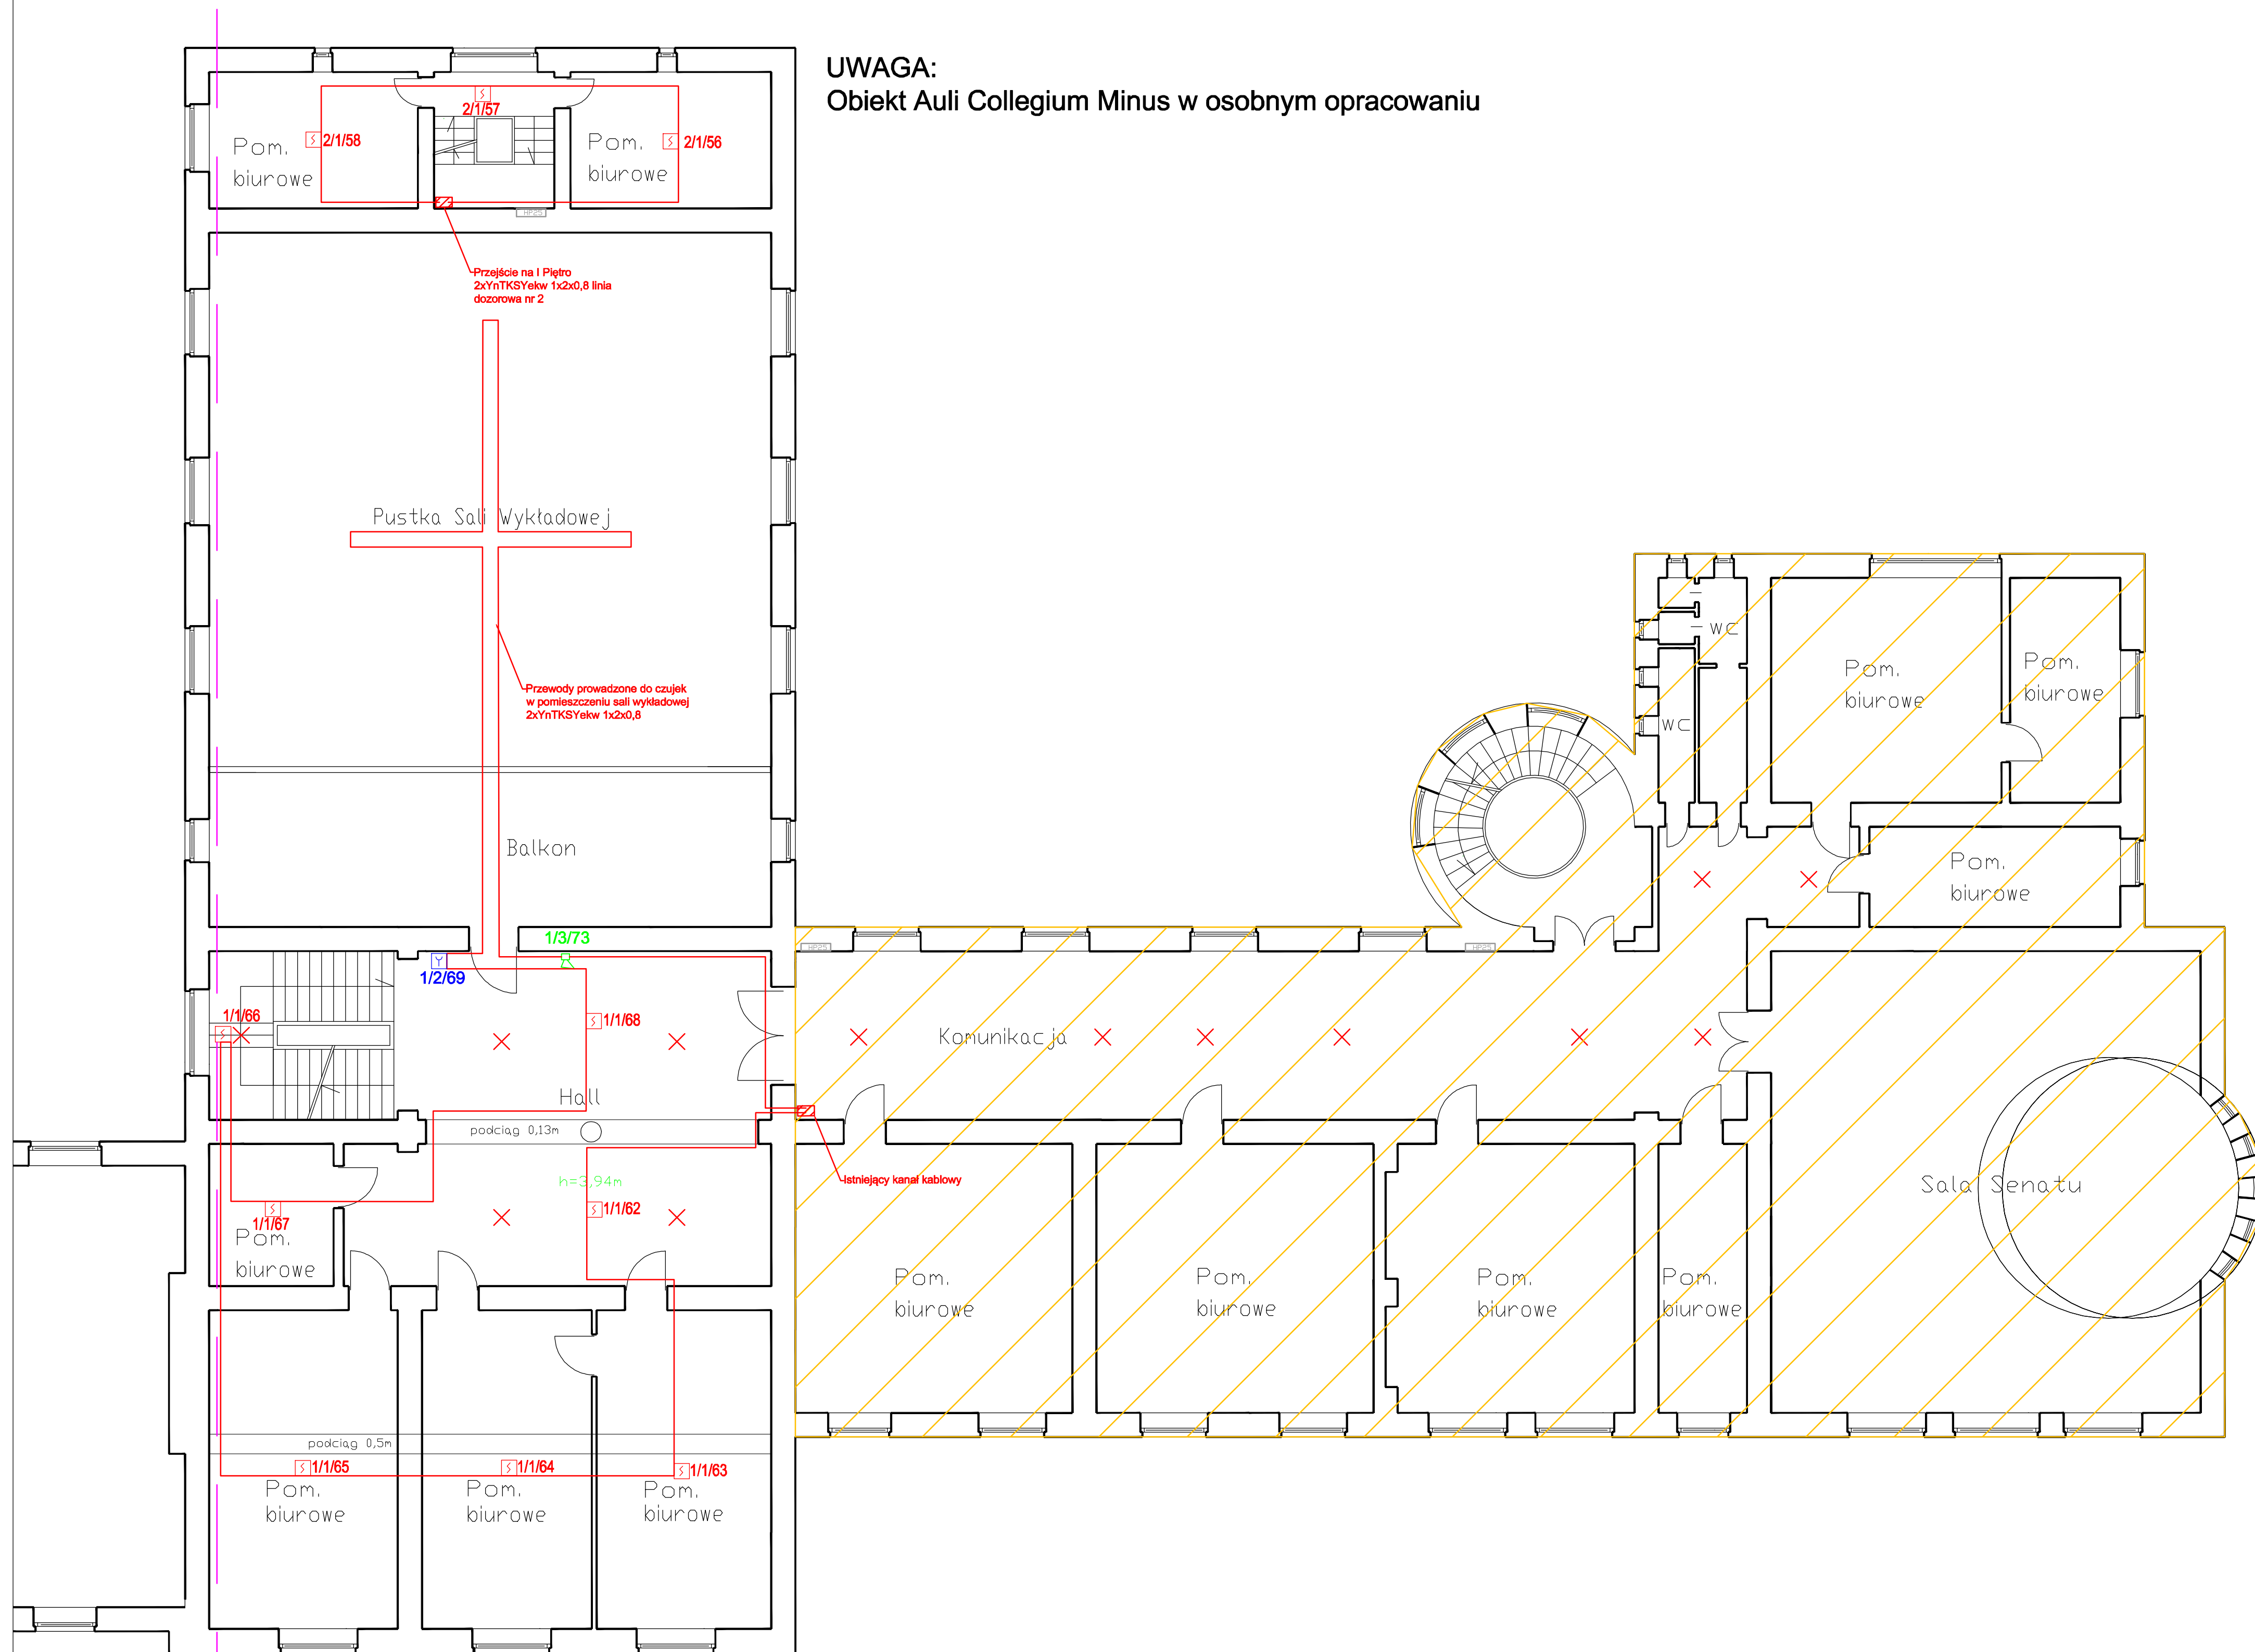 UWAGA:
Obiekt Auli Collegium Minus w osobnym opracowaniu
2/1/57
2/1/58
2/1/56
Pom.
biurowe
Pom.
biurowe
HP25
Przejście na I Piętro
2xYnTKSYekw 1x2x0,8 linia
dozorowa nr 2
Pustka Sali Wykładowej
Przewody prowadzone do czujek
w pomieszczeniu sali wykładowej
2xYnTKSYekw 1x2x0,8
Balkon
WC
WC
Pom.
biurowe
Pom.
biurowe
Pom.
biurowe
1/3/73
1/2/69
HP25
HP25
1/1/66
1/1/68
Komunikacja
Hall
podciąg 0,13m
h=3,94m
Istniejący kanał kablowy
1/1/62
1/1/67
Pom.
biurowe
Sala Senatu
Pom.
biurowe
Pom.
biurowe
Pom.
biurowe
Pom.
biurowe
podciąg 0,5m
1/1/65
1/1/64
1/1/63
Pom.
biurowe
Pom.
biurowe
Pom.
biurowe